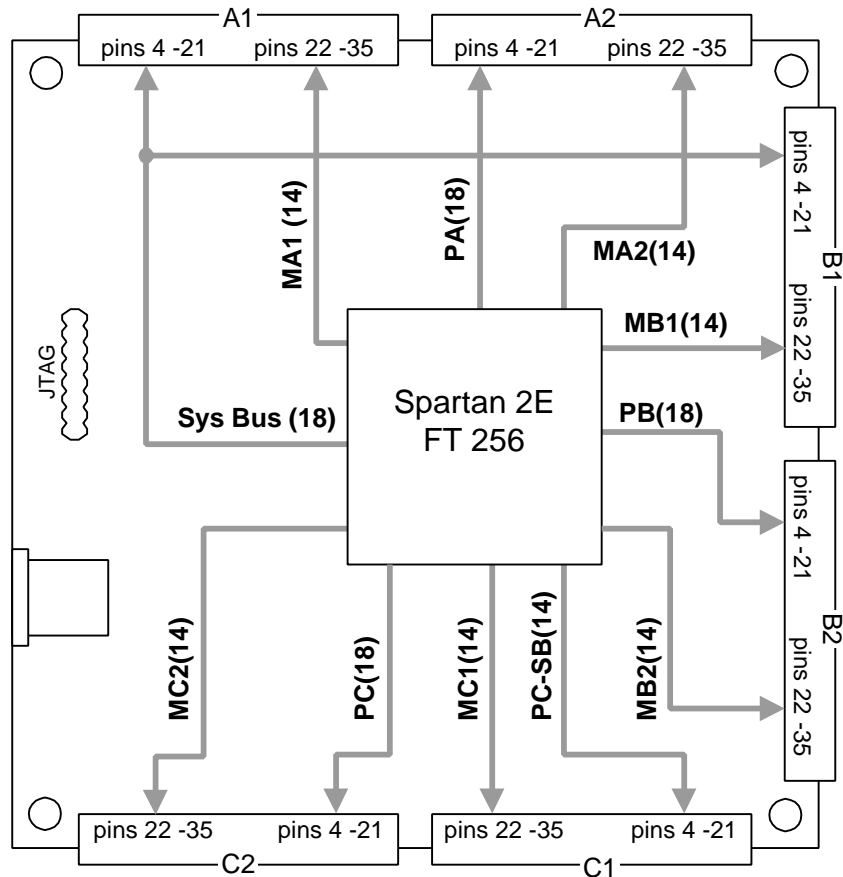 A1
A2
pins 4 -21
pins 22 -35
pins 4 -21
pins 22 -35
pins 4 -21
B1
pins 22 -35
MA1 (14)
PA(18)
MA2(14)
MB1(14)
JTAG
Spartan 2E
FT 256
Sys Bus (18)
PB(18)
pins 4 -21
B2
pins 22 -35
MC2(14)
PC(18)
MC1(14)
PC-SB(14)
MB2(14)
pins 22 -35
pins 4 -21
pins 22 -35
pins 4 -21
C2
C1